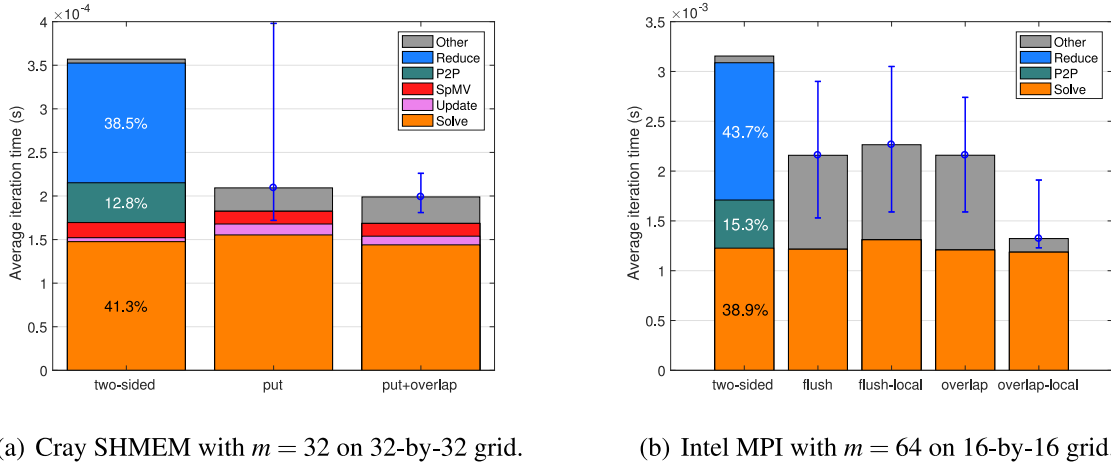 ×10⁻⁴
4
3.5
3
2.5
2
1.5
1
0.5
0
Average iteration time (s)
38.5%
12.8%
41.3%
Other
Reduce
P2P
SpMV
Update
Solve
two-sided put put+overlap
(a) Cray SHMEM with m = 32 on 32-by-32 grid.
×10⁻³
3.5
3
2.5
2
1.5
1
0.5
0
Average iteration time (s)
43.7%
15.3%
38.9%
Other
Reduce
P2P
Solve
two-sided flush flush-local overlap overlap-local
(b) Intel MPI with m = 64 on 16-by-16 grid.